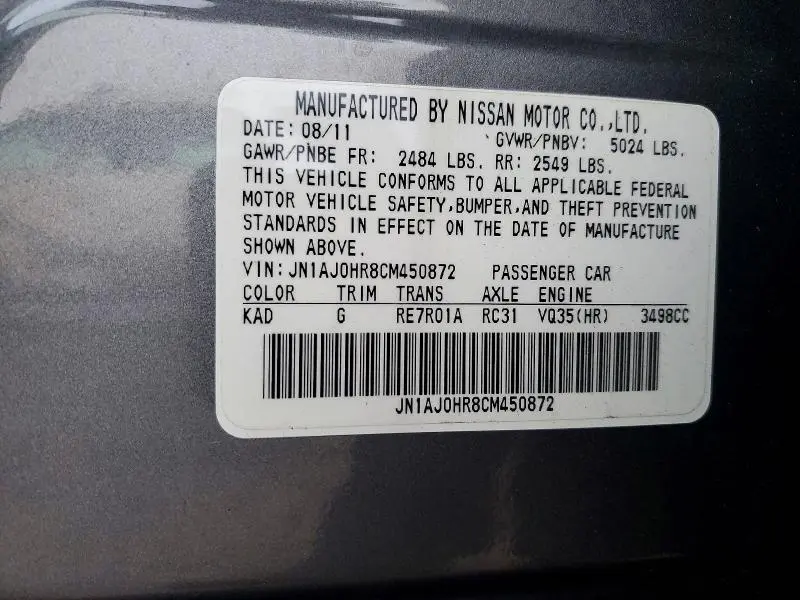 MANUFACTURED BY NISSAN MOTOR CO.,LTD.
DATE: 08/11 GVWR/PNBV: 5024 LBS.
GAWR/PNBE FR: 2484 LBS. RR: 2549 LBS.
THIS VEHICLE CONFORMS TO ALL APPLICABLE FEDERAL
MOTOR VEHICLE SAFETY,BUMPER,AND THEFT PREVENTION
STANDARDS IN EFFECT ON THE DATE OF MANUFACTURE
SHOWN ABOVE.
VIN:JN1AJ0HR8CM450872 PASSENGER CAR
COLOR TRIM TRANS AXLE ENGINE
KAD G RE7R01A RC31 VQ35(HR) 3498CC
JN1AJ0HR8CM450872